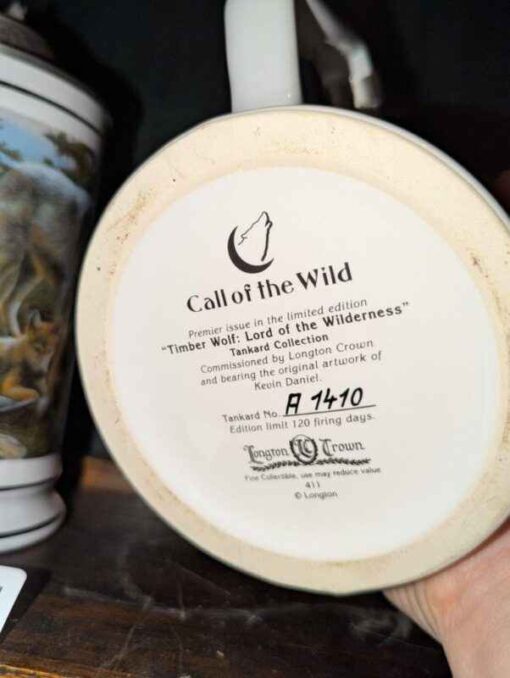 Call of the Wild
Premier issue in the limited edition
"Timber Wolf: Lord of the Wilderness"
Tankard Collection
Commissioned by Longton Crown
and bearing the original artwork of
Kevin Daniel.
Tankard No. A 1410
Edition limit 120 firing days.
Longton LC Crown
Fine Collectible, use may reduce value
411
© Longton